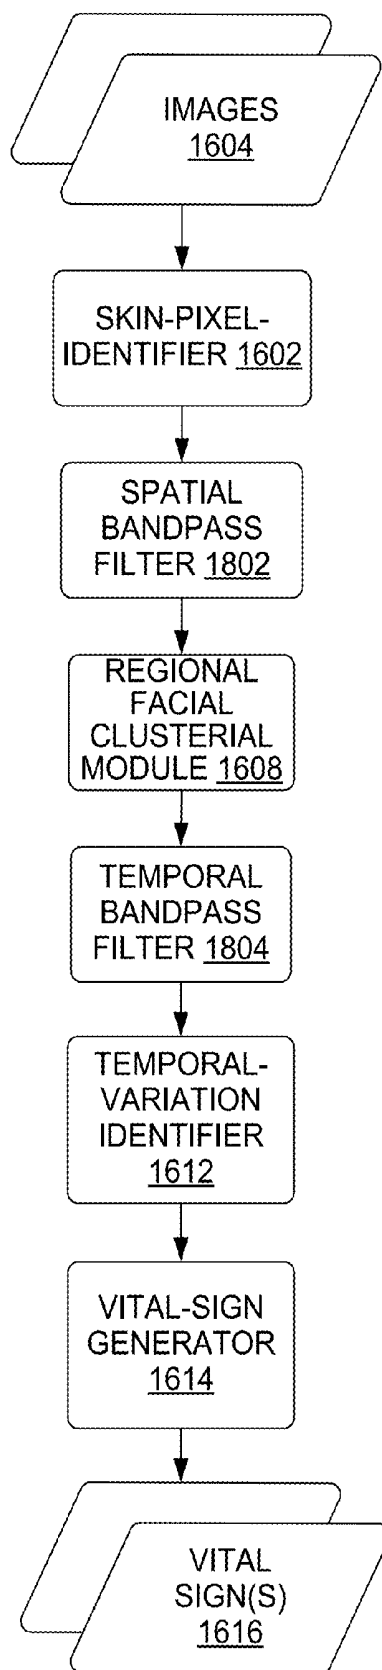 IMAGES
1604
SKIN-PIXEL-
IDENTIFIER 1602
SPATIAL
BANDPASS
FILTER 1802
REGIONAL
FACIAL
CLUSTERIAL
MODULE 1608
TEMPORAL
BANDPASS
FILTER 1804
TEMPORAL-
VARIATION
IDENTIFIER
1612
VITAL-SIGN
GENERATOR
1614
VITAL
SIGN(S)
1616